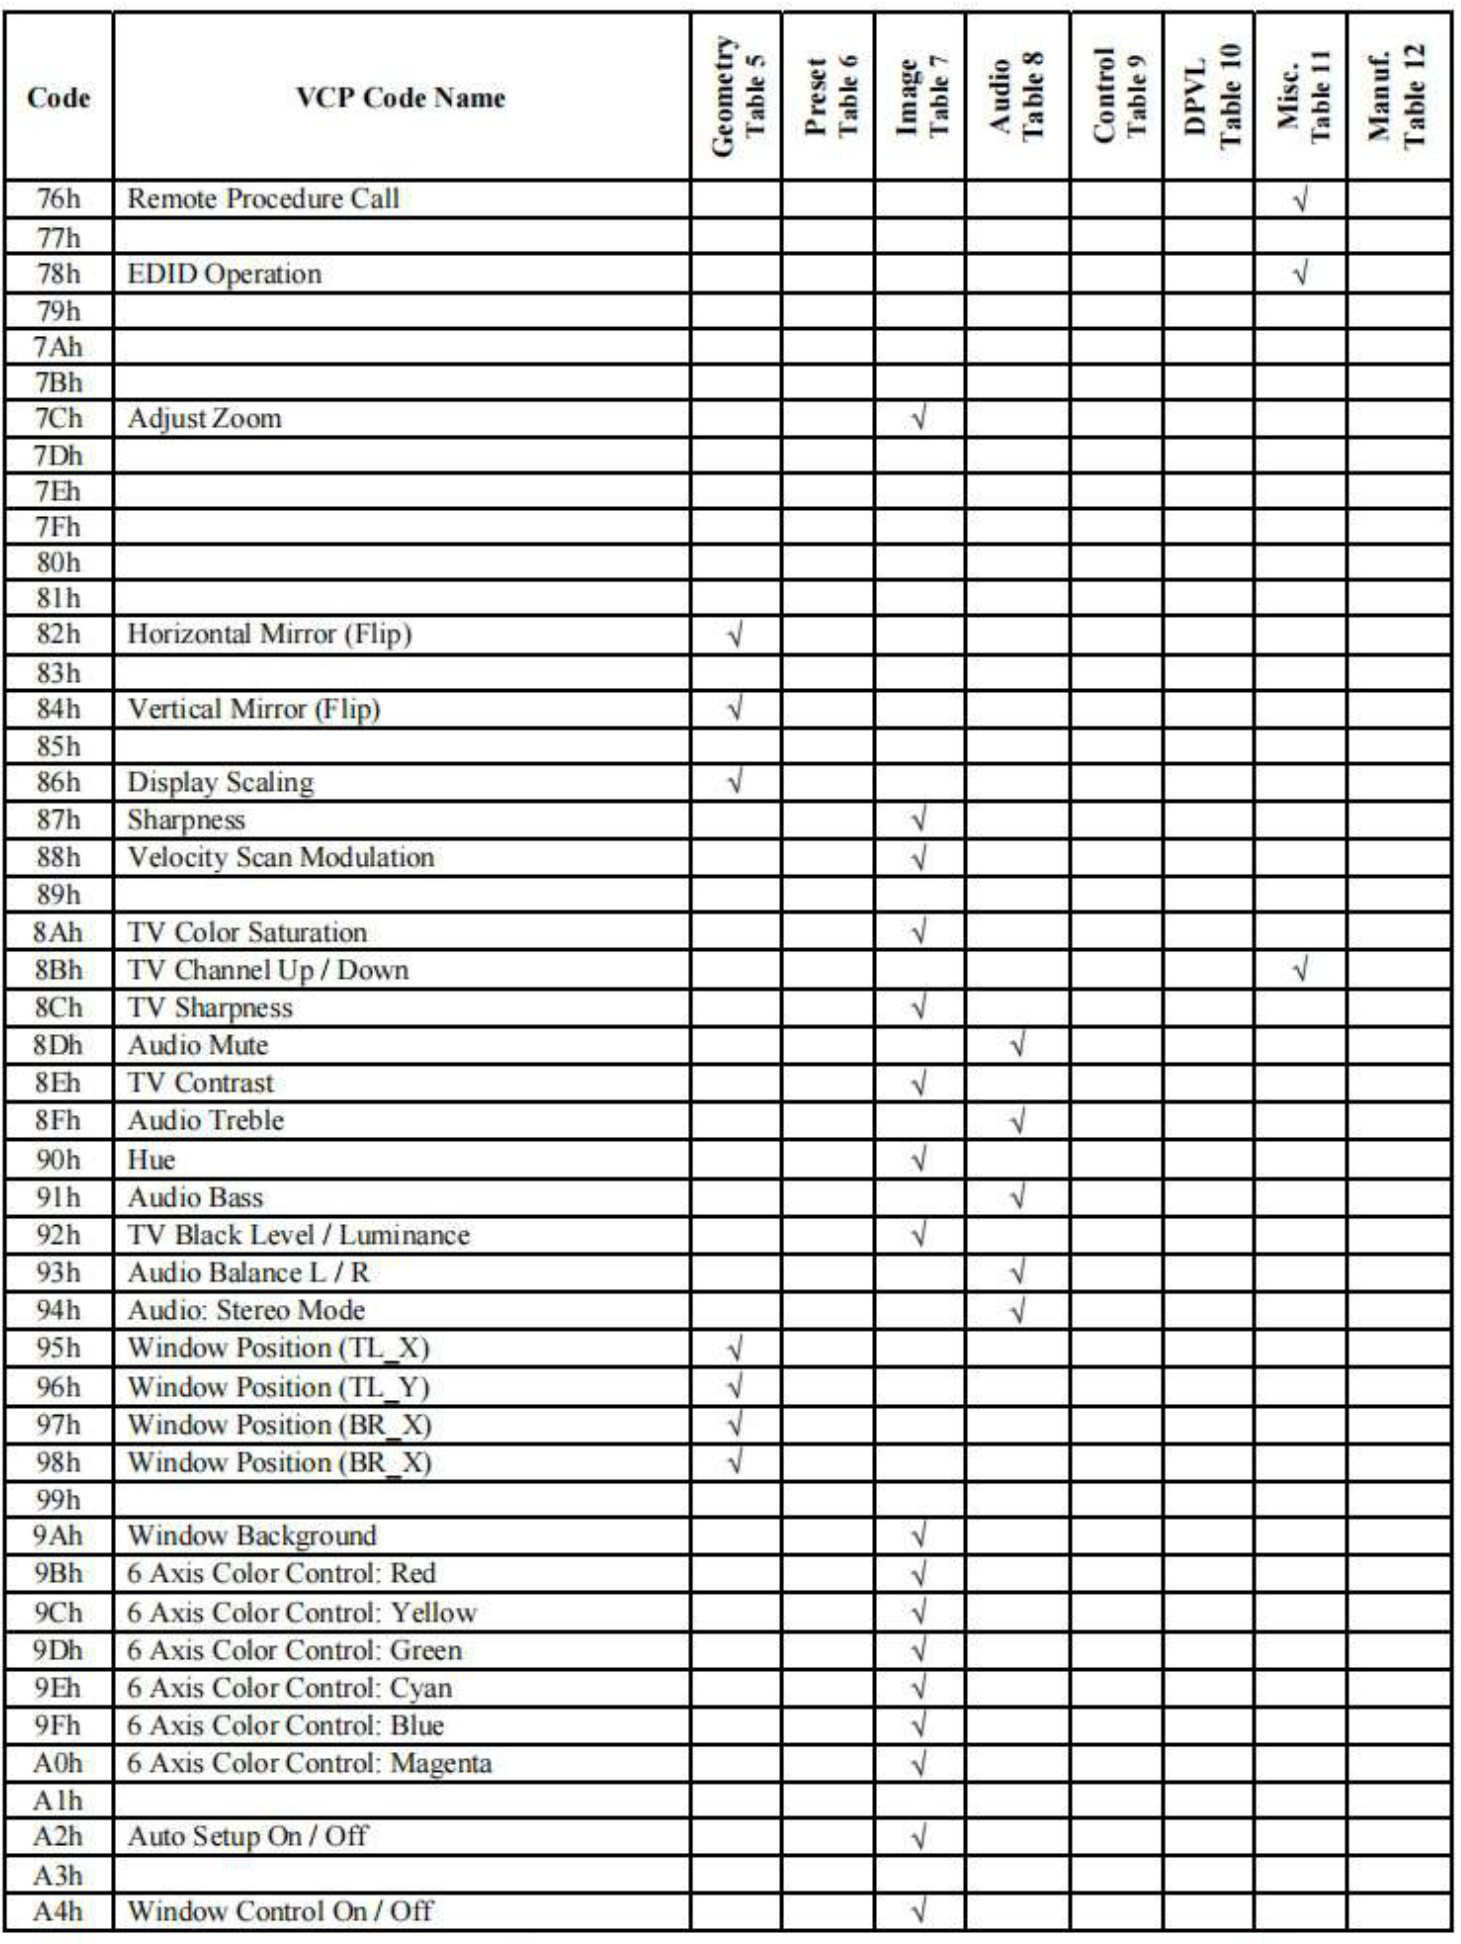 Code VCP Code Name Geometry Table 5 Preset Table 6 Image Table 7 Audio Table 8 Control Table 9 DPVL Table 10 Misc. Table 11 Manuf. Table 12
76h Remote Procedure Call √
77h
78h EDID Operation √
79h
7Ah
7Bh
7Ch Adjust Zoom √
7Dh
7Eh
7Fh
80h
81h
82h Horizontal Mirror (Flip) √
83h
84h Vertical Mirror (Flip) √
85h
86h Display Scaling √
87h Sharpness √
88h Velocity Scan Modulation √
89h
8Ah TV Color Saturation √
8Bh TV Channel Up / Down √
8Ch TV Sharpness √
8Dh Audio Mute √
8Eh TV Contrast √
8Fh Audio Treble √
90h Hue √
91h Audio Bass √
92h TV Black Level / Luminance √
93h Audio Balance L / R √
94h Audio: Stereo Mode √
95h Window Position (TL_X) √
96h Window Position (TL_Y) √
97h Window Position (BR_X) √
98h Window Position (BR_X) √
99h
9Ah Window Background √
9Bh 6 Axis Color Control: Red √
9Ch 6 Axis Color Control: Yellow √
9Dh 6 Axis Color Control: Green √
9Eh 6 Axis Color Control: Cyan √
9Fh 6 Axis Color Control: Blue √
A0h 6 Axis Color Control: Magenta √
A1h
A2h Auto Setup On / Off √
A3h
A4h Window Control On / Off √